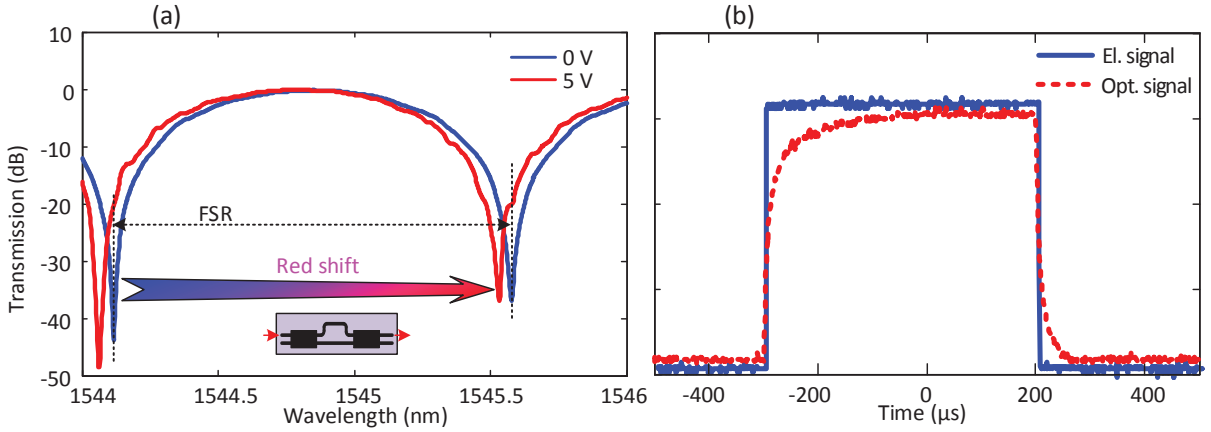 (a)
10
0
-10
-20
-30
-40
-50
Transmission (dB)
0 V
5 V
FSR
Red shift
1544
1544.5
1545
1545.5
1546
Wavelength (nm)
(b)
El. signal
Opt. signal
-400
-200
0
200
400
Time (µs)